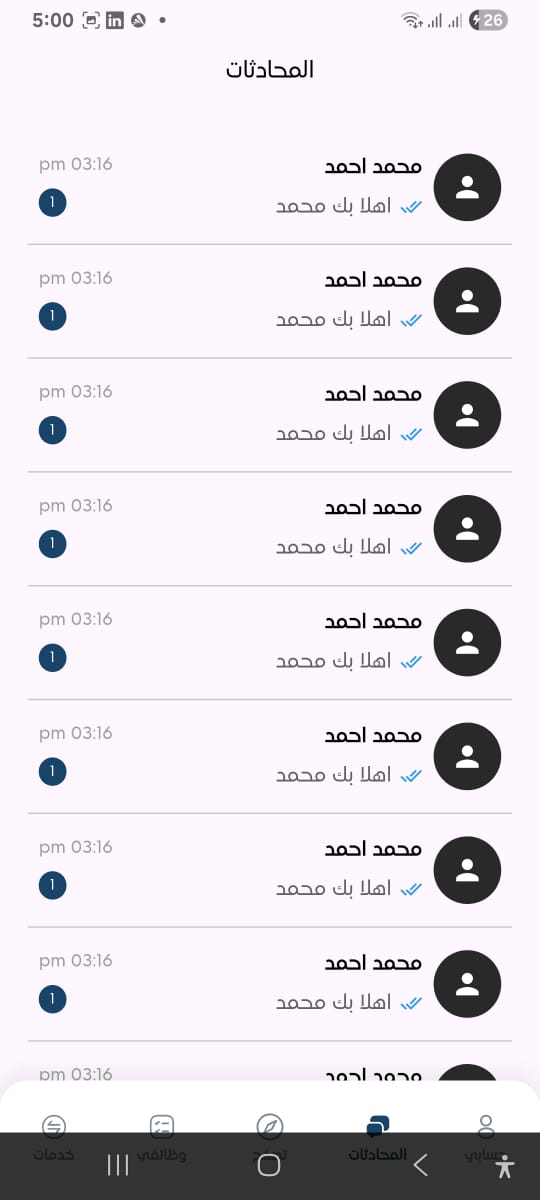 5:00
26
المحادثات
محمد احمد
03:16 pm
اهلا بك محمد
1
محمد احمد
03:16 pm
اهلا بك محمد
1
محمد احمد
03:16 pm
اهلا بك محمد
1
محمد احمد
03:16 pm
اهلا بك محمد
1
محمد احمد
03:16 pm
اهلا بك محمد
1
محمد احمد
03:16 pm
اهلا بك محمد
1
محمد احمد
03:16 pm
اهلا بك محمد
1
محمد احمد
03:16 pm
اهلا بك محمد
1
محمد احمد
03:16 pm
حسابي
المحادثات
وظائفي
خدمات